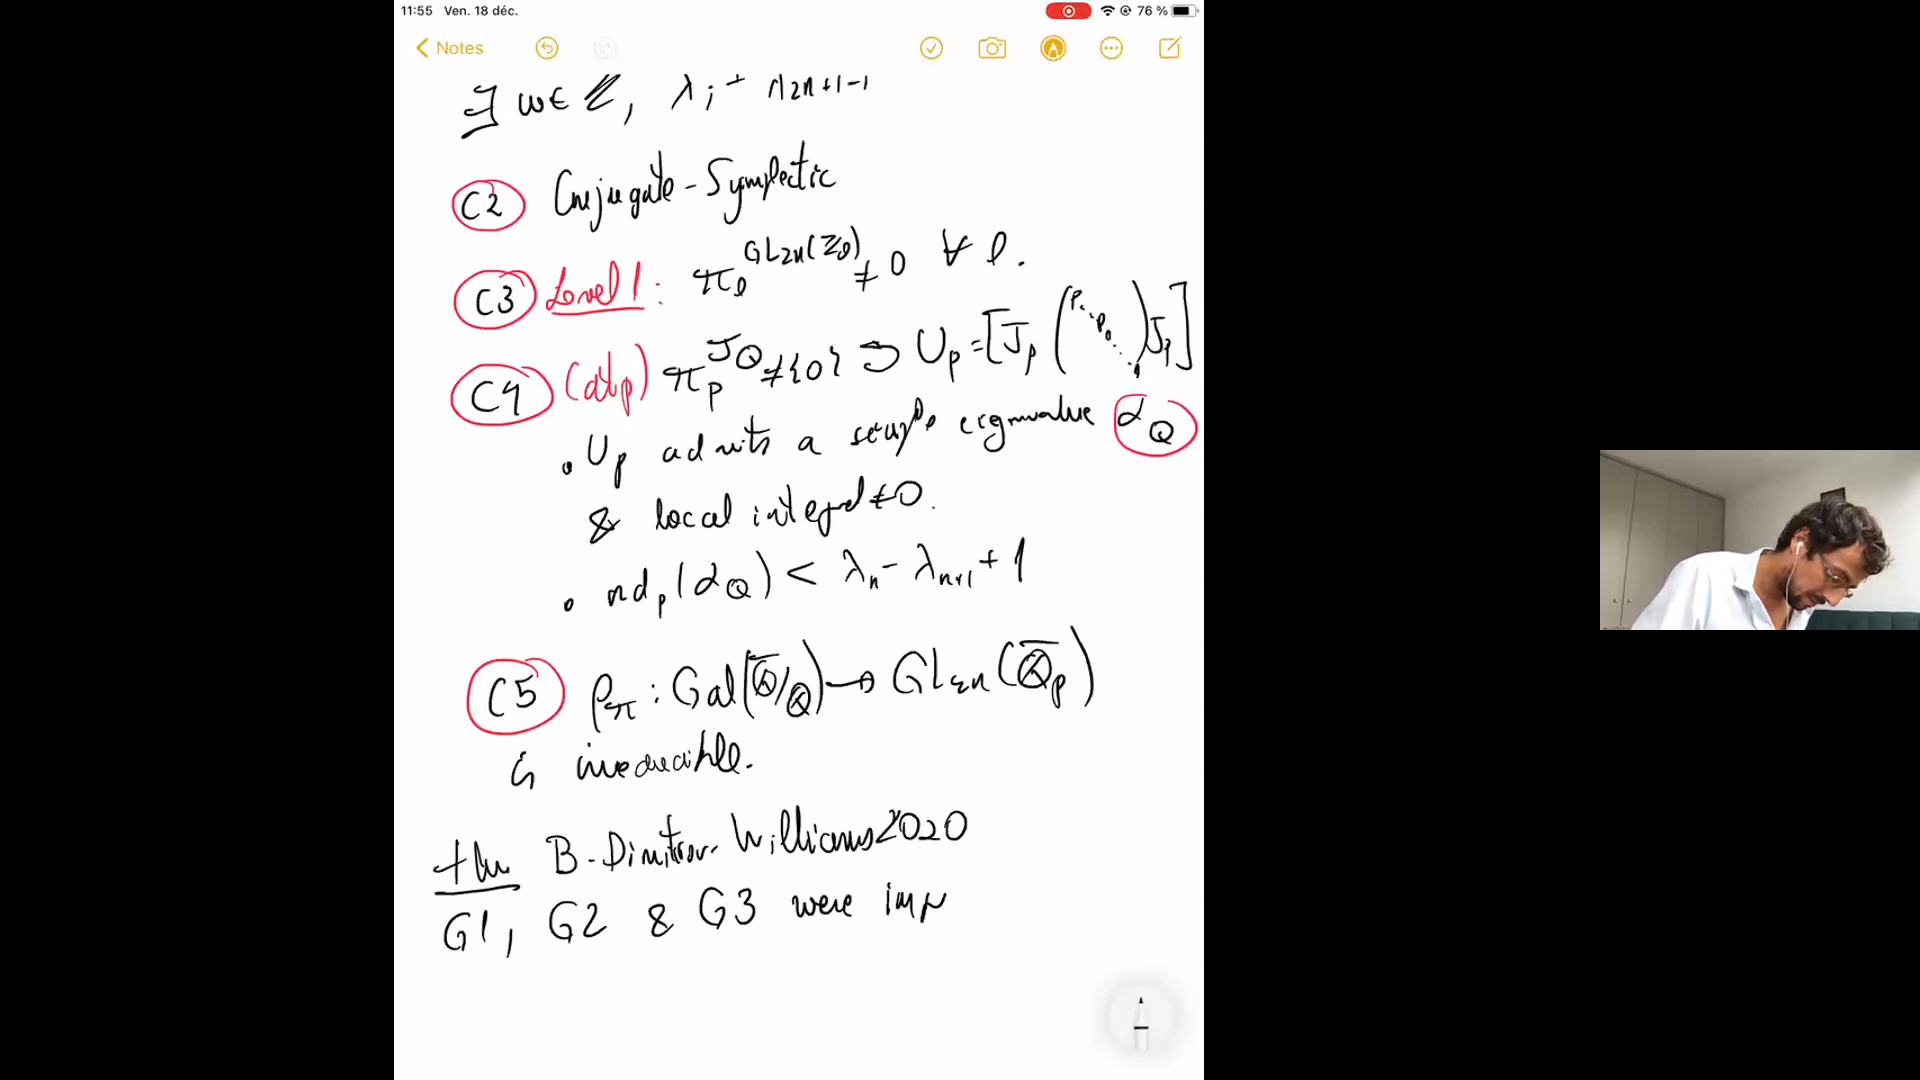 11:55 Ven. 18 déc.
76 %
Notes
∃ w ∈ ℤ, λ_i + λ_{2n+1-i}
C2 Conjugate-Symplectic
C3 Level 1: π_ℓ^{GL_{2n}(ℤ_ℓ)} ≠ 0 ∀ ℓ.
C4 (at p) π_p^{J_Q} ≠ {0} ⊃ U_p = [J_p (p⋱p ⋱) J_p]
• U_p admits a simple eigenvalue α_Q
& local integral ≠ 0.
• nd_p(α_Q) < λ_n - λ_{n+1} + 1
C5 ρ_π : Gal(ℚ̄/ℚ) → GL_{2n}(ℚ̄_p)
is irreducible.
thm B-Dimitrov-Williams 2020
G1, G2 & G3 were imp